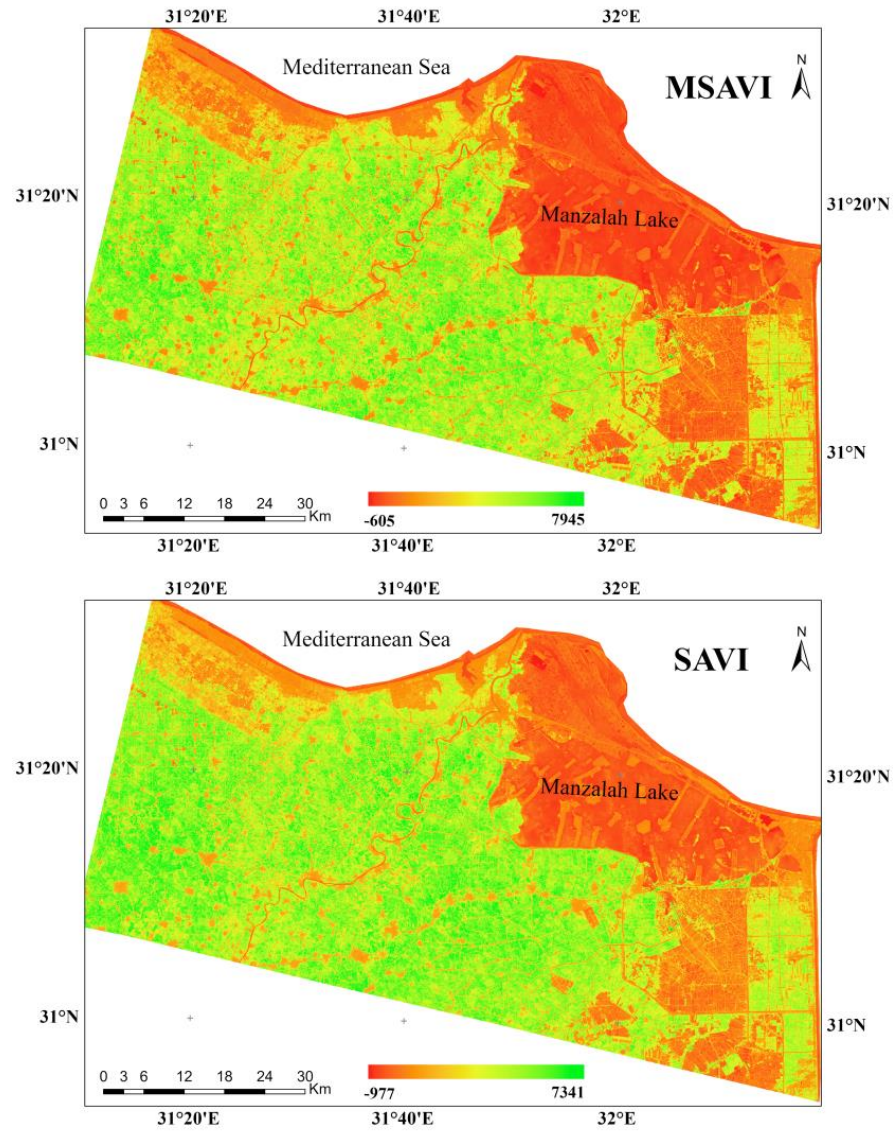 31°20'E 31°40'E 32°E
Mediterranean Sea
N
MSAVI
31°20'N 31°20'N
Manzalah Lake
31°N 31°N
0 3 6 12 18 24 30
Km
-605 7945
31°20'E 31°40'E 32°E
31°20'E 31°40'E 32°E
Mediterranean Sea
N
SAVI
31°20'N 31°20'N
Manzalah Lake
31°N 31°N
0 3 6 12 18 24 30
Km
-977 7341
31°20'E 31°40'E 32°E